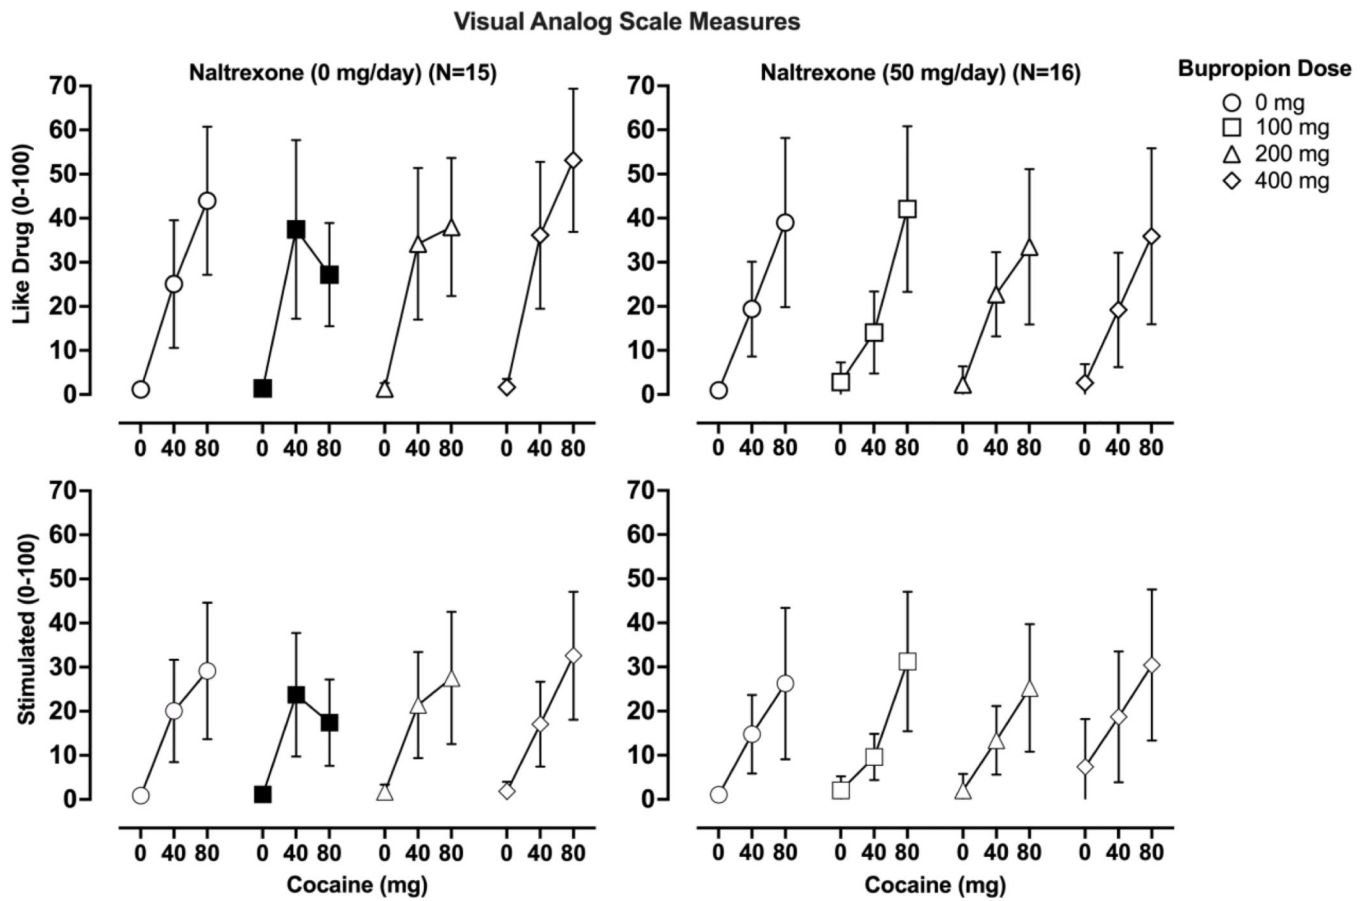 Visual Analog Scale Measures
Naltrexone (0 mg/day) (N=15)
Naltrexone (50 mg/day) (N=16)
Bupropion Dose
0 mg
100 mg
200 mg
400 mg
Like Drug (0-100)
70
60
50
40
30
20
10
0
0 40 80 0 40 80 0 40 80 0 40 80
70
60
50
40
30
20
10
0
0 40 80 0 40 80 0 40 80 0 40 80
Stimulated (0-100)
70
60
50
40
30
20
10
0
0 40 80 0 40 80 0 40 80 0 40 80
Cocaine (mg)
70
60
50
40
30
20
10
0
0 40 80 0 40 80 0 40 80 0 40 80
Cocaine (mg)